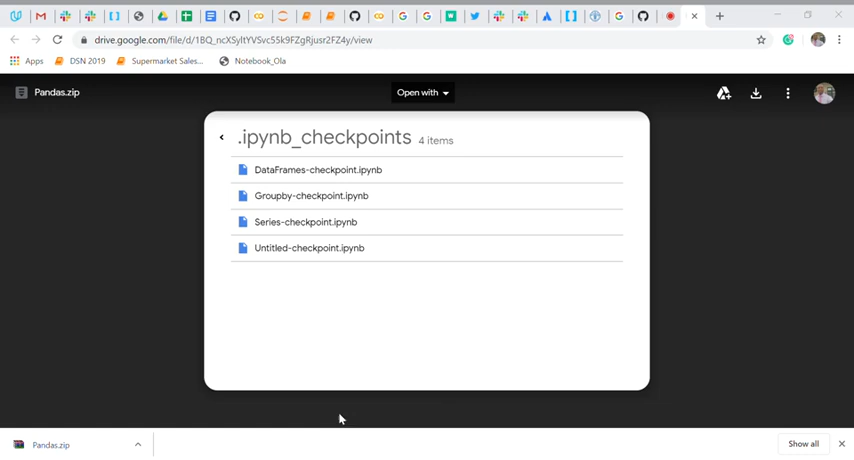 drive.google.com/file/d/1BQ_ncXSyItYVSvc55k9FZgRjusr2FZ4y/view
Apps DSN 2019 Supermarket Sales... Notebook_Ola
Pandas.zip Open with
.ipynb_checkpoints 4 items
DataFrames-checkpoint.ipynb
Groupby-checkpoint.ipynb
Series-checkpoint.ipynb
Untitled-checkpoint.ipynb
Pandas.zip Show all